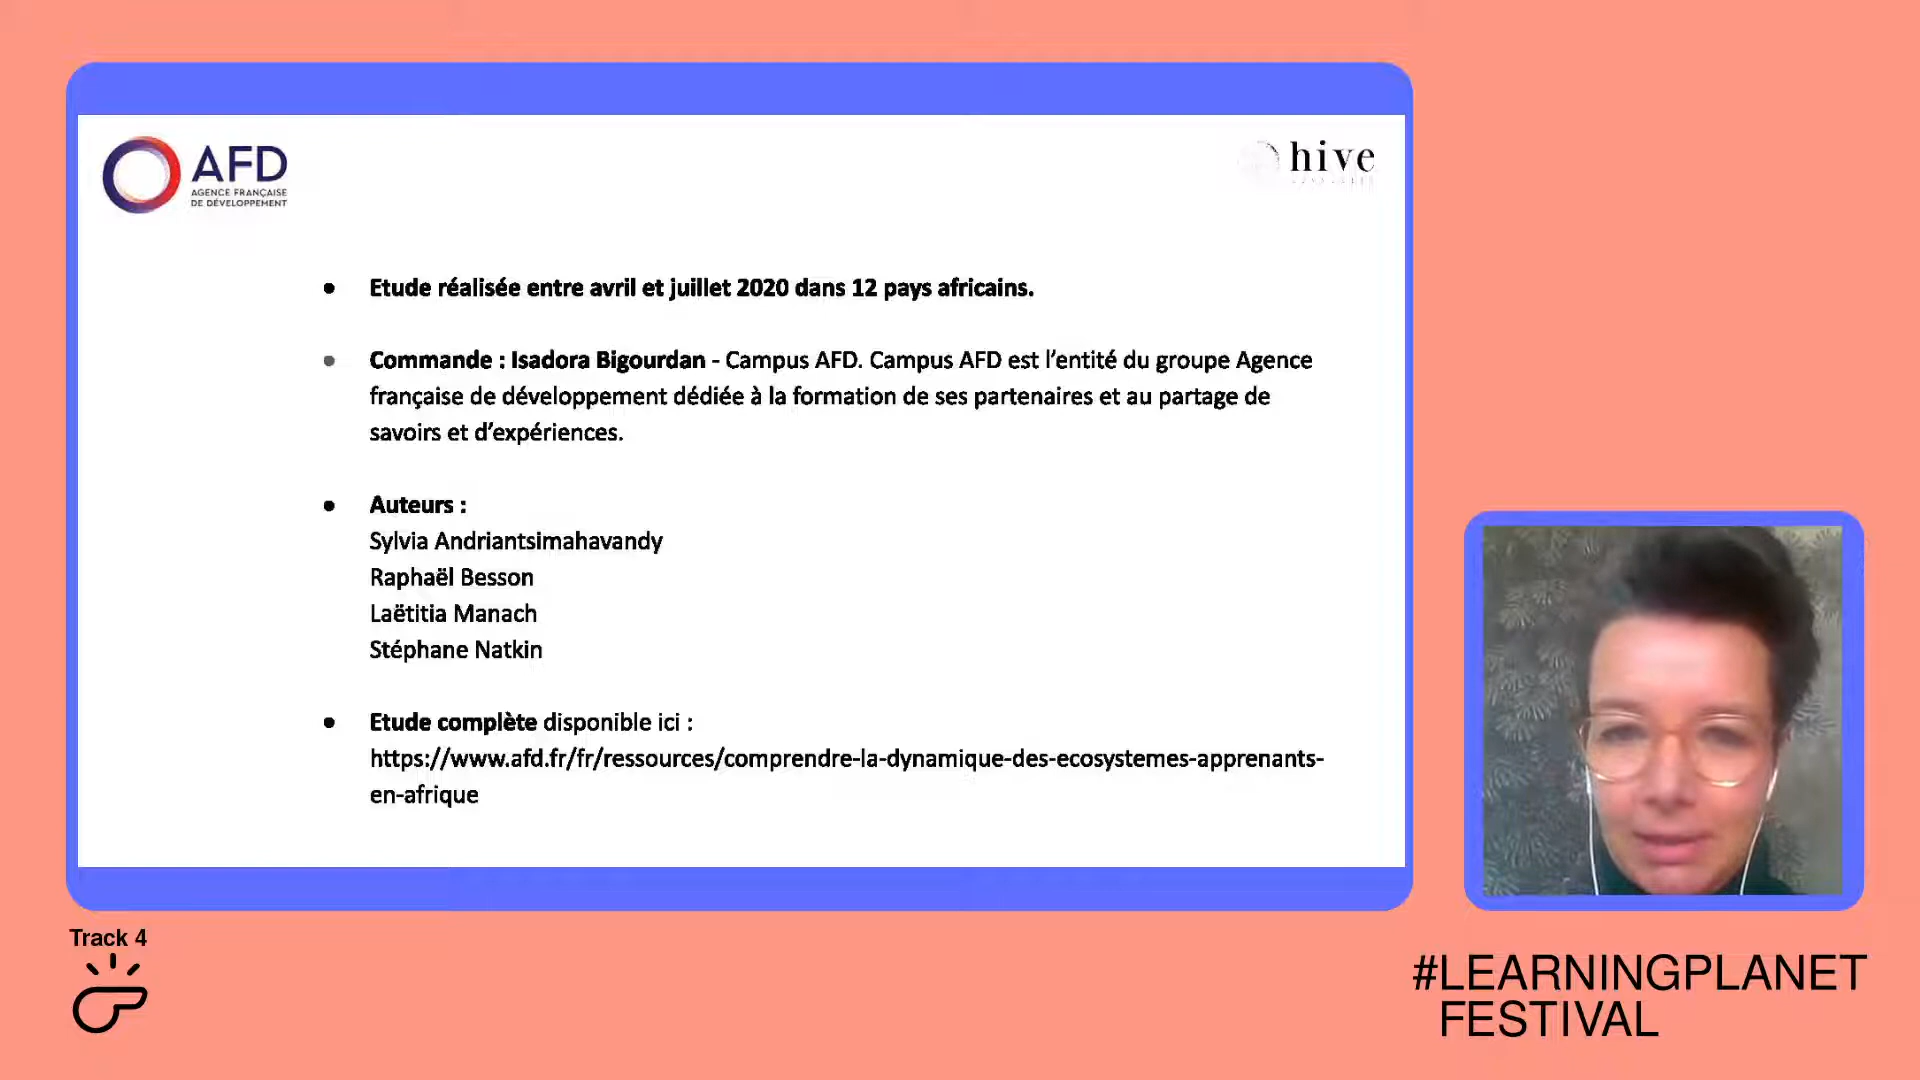 AFD
AGENCE FRANÇAISE
DE DÉVELOPPEMENT
hive
Etude réalisée entre avril et juillet 2020 dans 12 pays africains.
Commande : Isadora Bigourdan - Campus AFD. Campus AFD est l’entité du groupe Agence
française de développement dédiée à la formation de ses partenaires et au partage de
savoirs et d’expériences.
Auteurs :
Sylvia Andriantsimahavandy
Raphaël Besson
Laëtitia Manach
Stéphane Natkin
Etude complète disponible ici :
https://www.afd.fr/fr/ressources/comprendre-la-dynamique-des-ecosystemes-apprenants-
en-afrique
Track 4
#LEARNINGPLANET
FESTIVAL